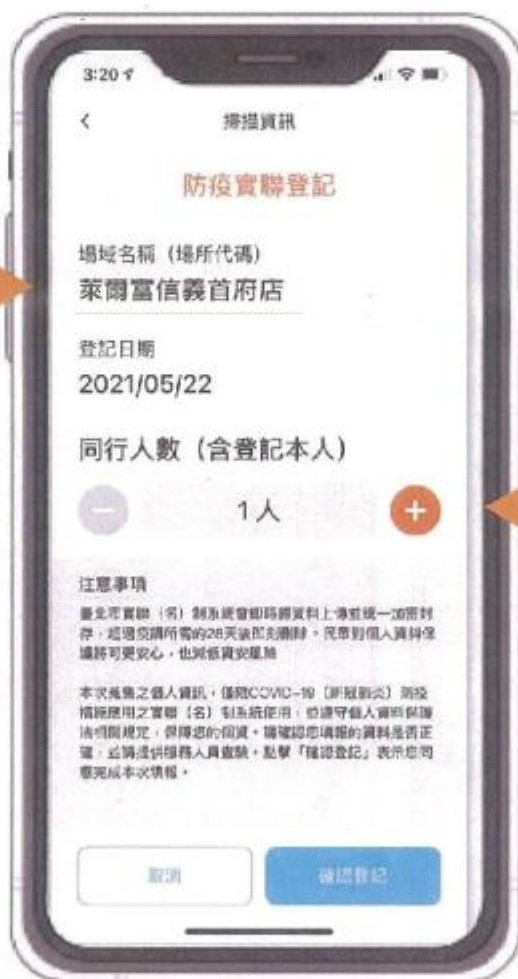 3:20
掃描資訊
防疫實聯登記
場域名稱（場所代碼）
萊爾富信義首府店
登記日期
2021/05/22
同行人數（含登記本人）
1人
注意事項
臺北市實聯（名）制系統會即時將資料上傳並統一加密封
存，超過疫調所需的28天後即刻刪除。民眾對個人資料保
護將可更安心，也減低資安風險
本次蒐集之個人資訊，僅限COVID-19（新冠肺炎）防疫
措施應用之實聯（名）制系統使用，並遵守個人資料保護
法相關規定，保障您的個資。請確認您填報的資料是否正
確，並請提供服務人員查驗。點擊「確認登記」表示您同
意完成本次填報。
取消
確認登記